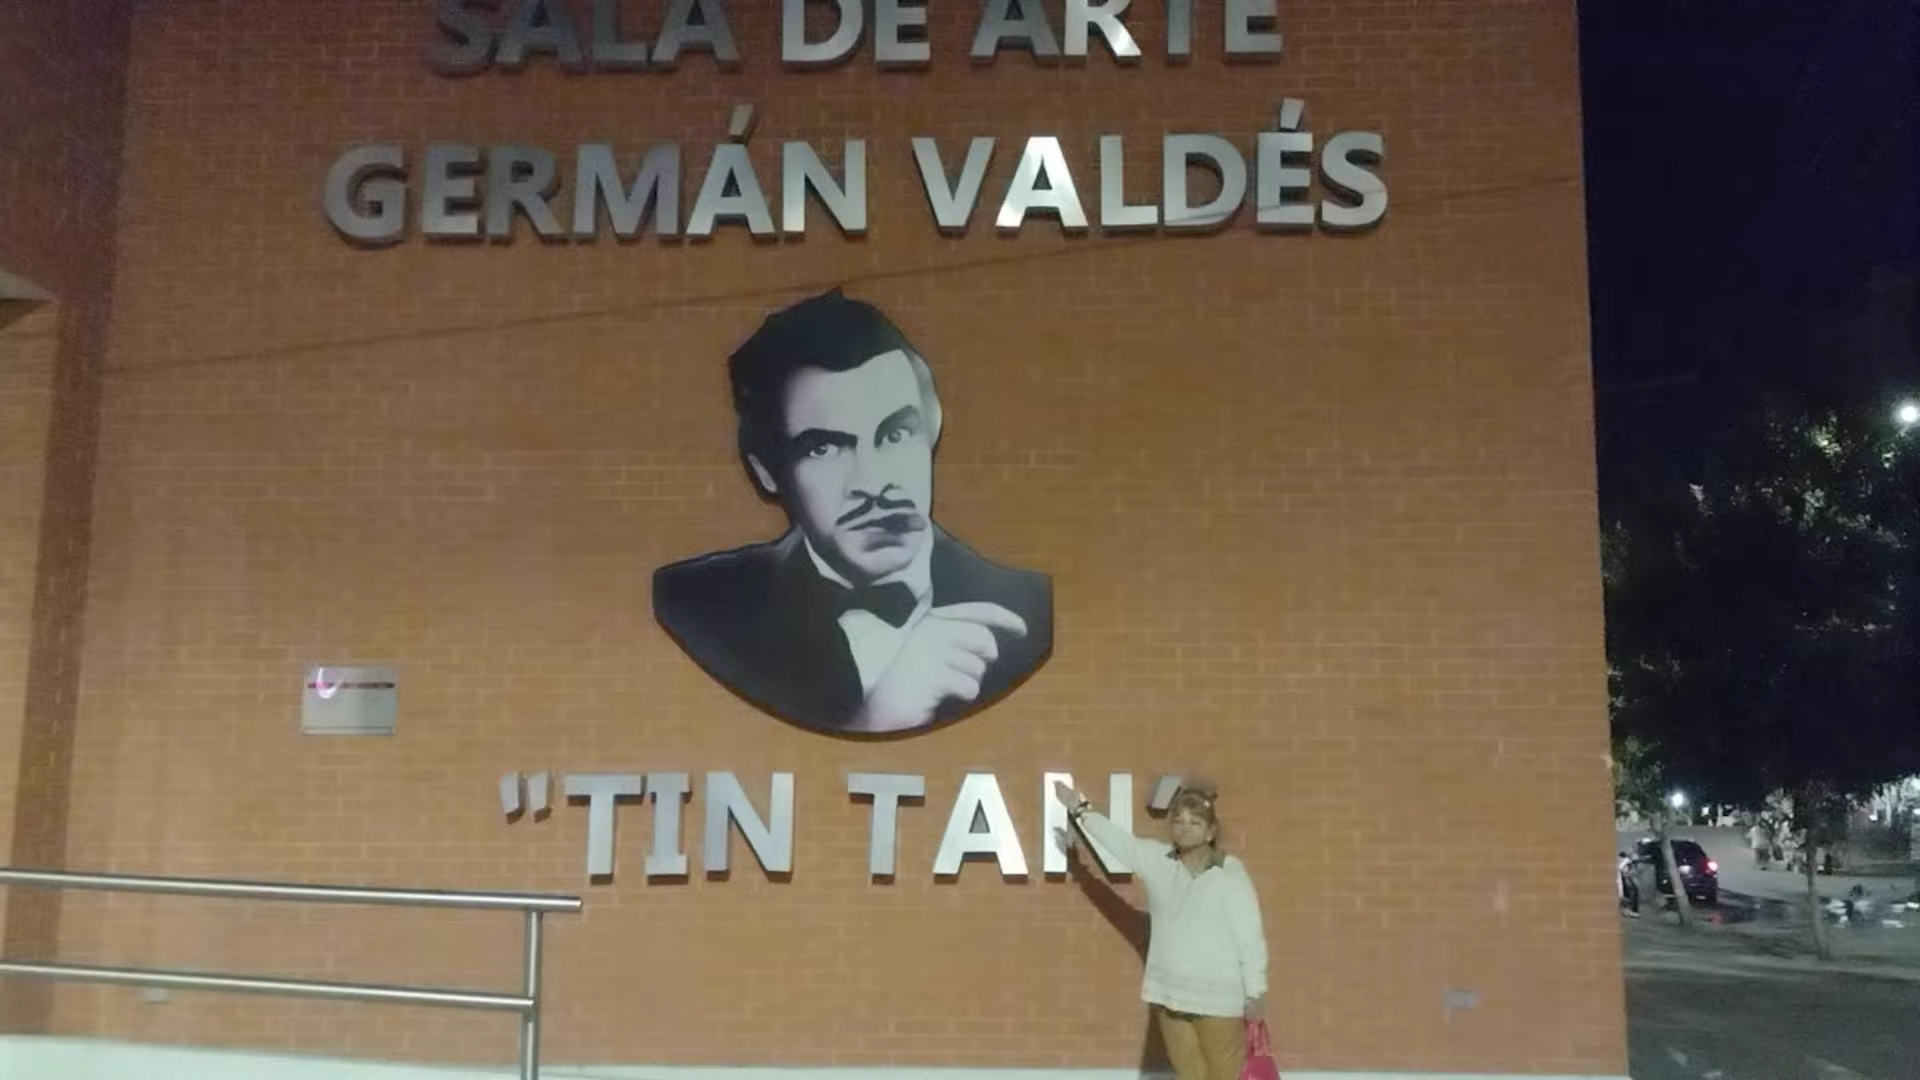 SALA DE ARTE
GERMÁN VALDÉS
"TIN TAN"